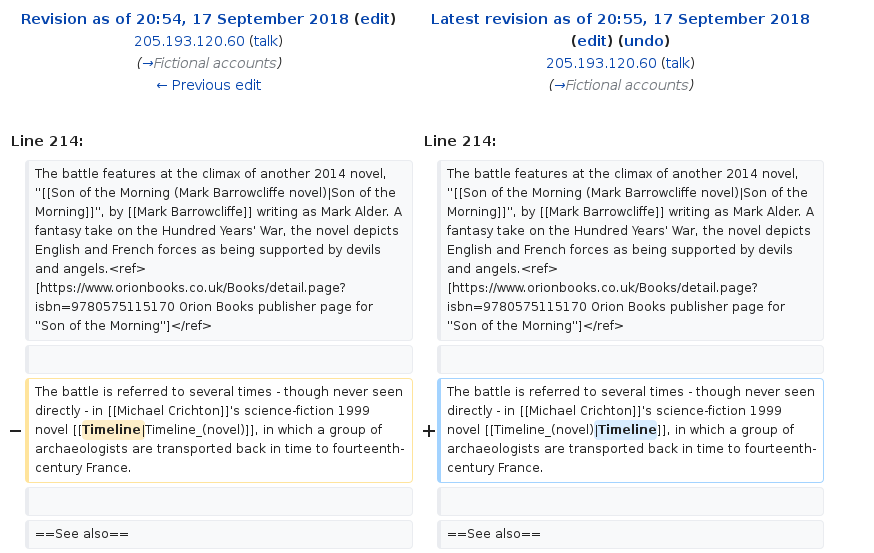 Revision as of 20:54, 17 September 2018 (edit)
205.193.120.60 (talk)
(→Fictional accounts)
← Previous edit
Latest revision as of 20:55, 17 September 2018
(edit) (undo)
205.193.120.60 (talk)
(→Fictional accounts)
Line 214:
Line 214:
The battle features at the climax of another 2014 novel,
''[[Son of the Morning (Mark Barrowcliffe novel)|Son of the
Morning]]'', by [[Mark Barrowcliffe]] writing as Mark Alder. A
fantasy take on the Hundred Years' War, the novel depicts
English and French forces as being supported by devils
and angels.<ref>
[https://www.orionbooks.co.uk/Books/detail.page?
isbn=9780575115170 Orion Books publisher page for
''Son of the Morning'']</ref>
The battle features at the climax of another 2014 novel,
''[[Son of the Morning (Mark Barrowcliffe novel)|Son of the
Morning]]'', by [[Mark Barrowcliffe]] writing as Mark Alder. A
fantasy take on the Hundred Years' War, the novel depicts
English and French forces as being supported by devils
and angels.<ref>
[https://www.orionbooks.co.uk/Books/detail.page?
isbn=9780575115170 Orion Books publisher page for
''Son of the Morning'']</ref>
−
The battle is referred to several times - though never seen
directly - in [[Michael Crichton]]'s science-fiction 1999
novel [[Timeline|Timeline_(novel)]], in which a group of
archaeologists are transported back in time to fourteenth-
century France.
+
The battle is referred to several times - though never seen
directly - in [[Michael Crichton]]'s science-fiction 1999
novel [[Timeline_(novel)|Timeline]], in which a group of
archaeologists are transported back in time to fourteenth-
century France.
==See also==
==See also==